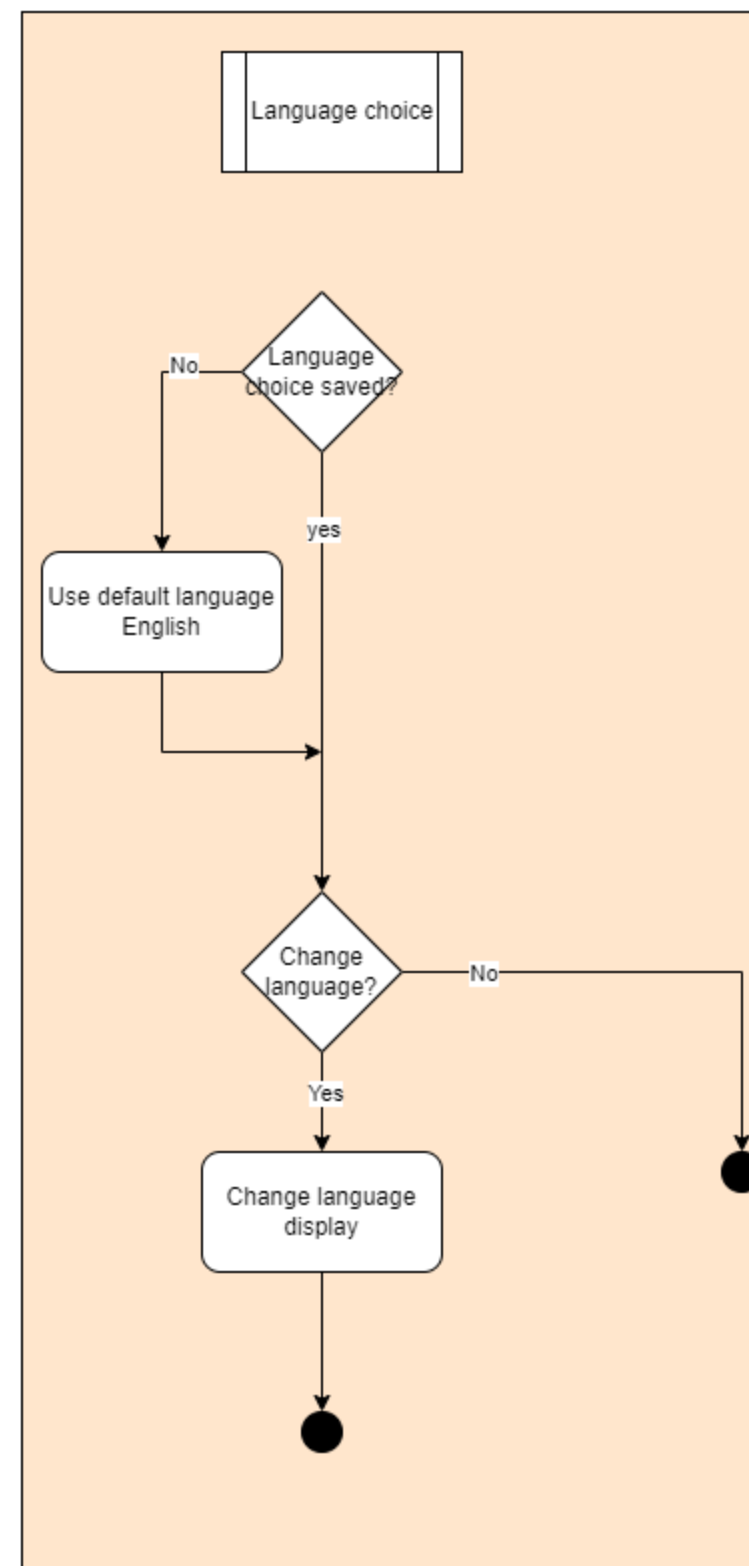 Language choice
Language
choice saved?
No
yes
Use default language
English
Change
language?
No
Yes
Change language
display